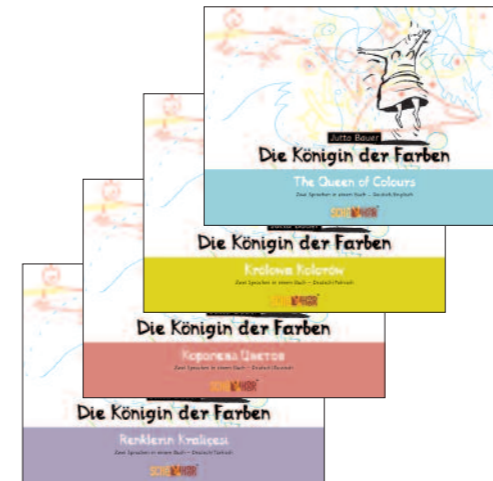 Jutta Bauer
Die Königin der Farben
The Queen of Colours
Zwei Sprachen in einem Buch – Deutsch/Englisch
Die Königin der Farben
Królowa Kolorów
Zwei Sprachen in einem Buch – Deutsch/Polnisch
Die Königin der Farben
Королева Цветов
Zwei Sprachen in einem Buch – Deutsch/Russisch
Die Königin der Farben
Renklerin Kraliçesi
Zwei Sprachen in einem Buch – Deutsch/Türkisch